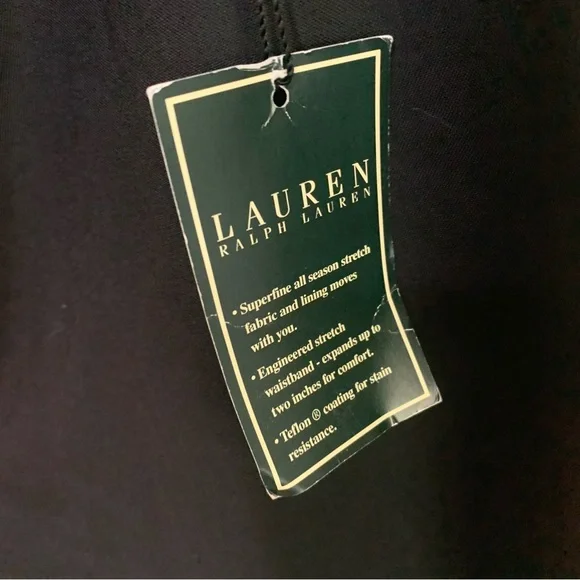 LAUREN
RALPH LAUREN
• Superfine all season stretch
fabric and lining moves
with you.
• Engineered stretch
waistband - expands up to
two inches for comfort.
• Teflon ® coating for stain
resistance.